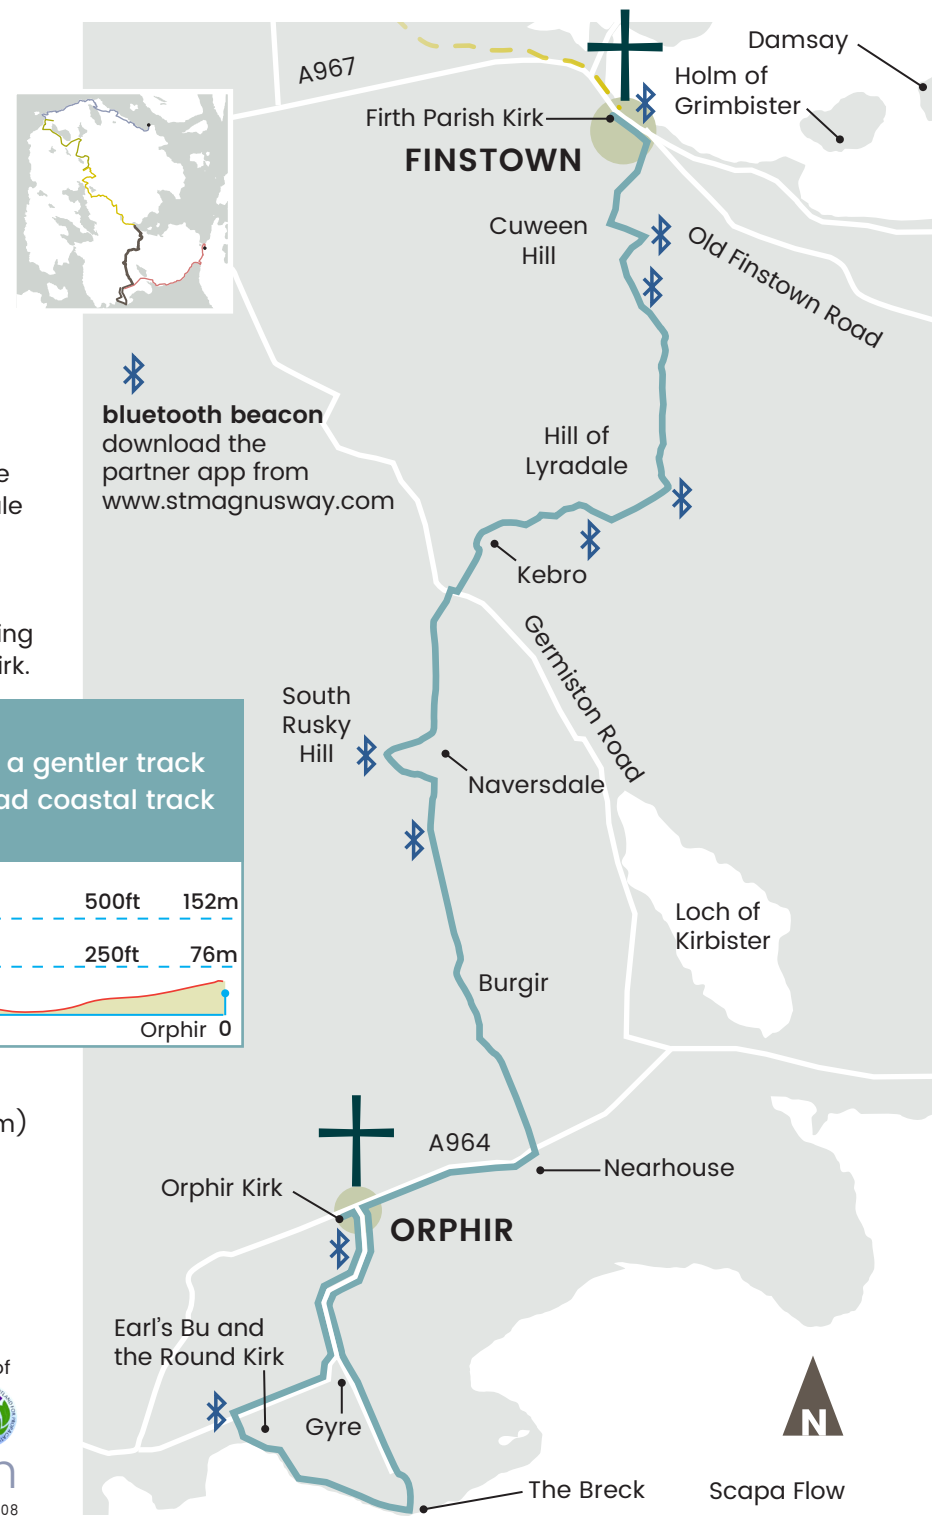 Damsay
A967
Holm of
Grimbister
Firth Parish Kirk
FINSTOWN
Cuween
Hill
Old Finstown Road
bluetooth beacon
download the
partner app from
www.stmagnusway.com
Hill of
Lyradale
Kebro
Germiston Road
South
Rusky
Hill
Naversdale
a gentler track
coastal track
500ft 152m
250ft 76m
Orphir 0
Loch of
Kirbister
Burgir
A964
Nearhouse
Orphir Kirk
ORPHIR
Earl's Bu and
the Round Kirk
Gyre
The Breck
N
Scapa Flow
of
08